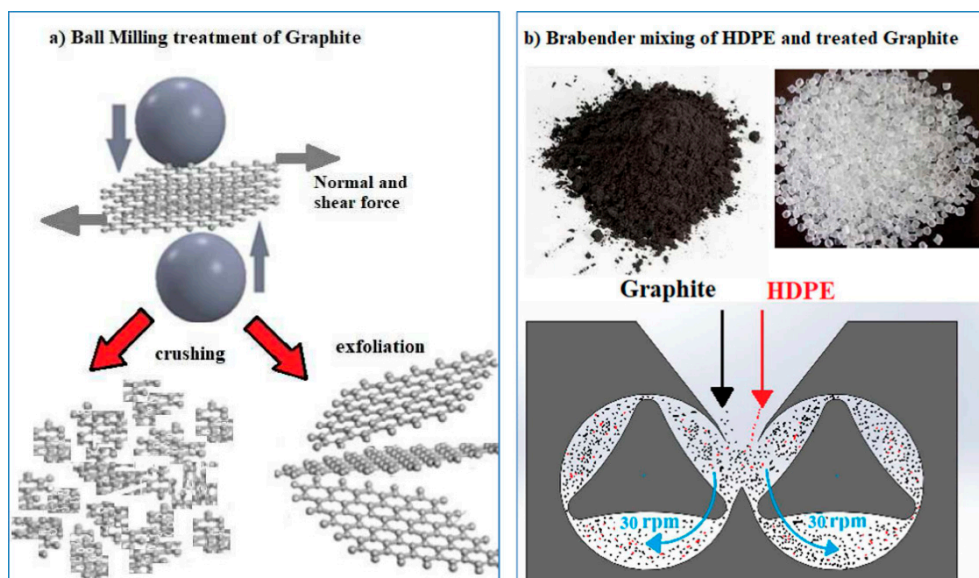 a) Ball Milling treatment of Graphite
Normal and
shear force
crushing
exfoliation
b) Brabender mixing of HDPE and treated Graphite
Graphite
HDPE
30 rpm
30 rpm